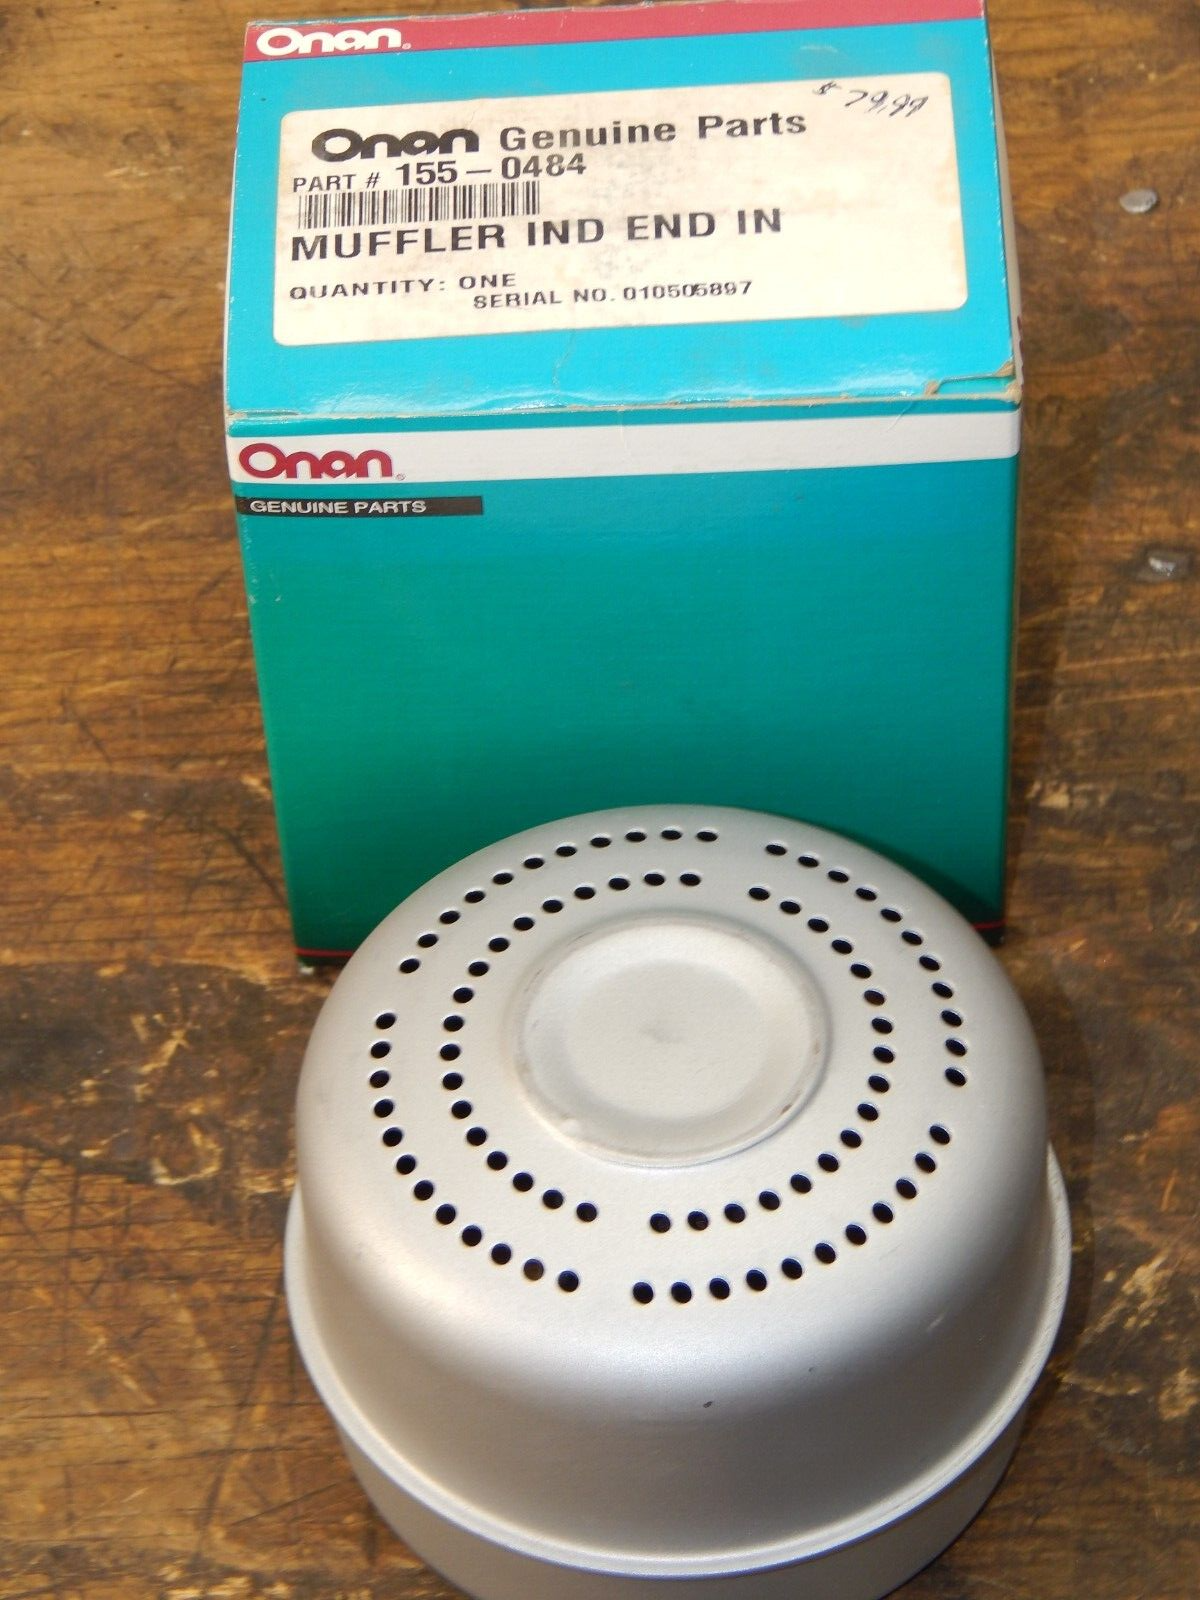 Onan
$ 79.99
Onan Genuine Parts
PART # 155-0484
MUFFLER IND END IN
QUANTITY: ONE
SERIAL NO. 010505897
Onan
GENUINE PARTS